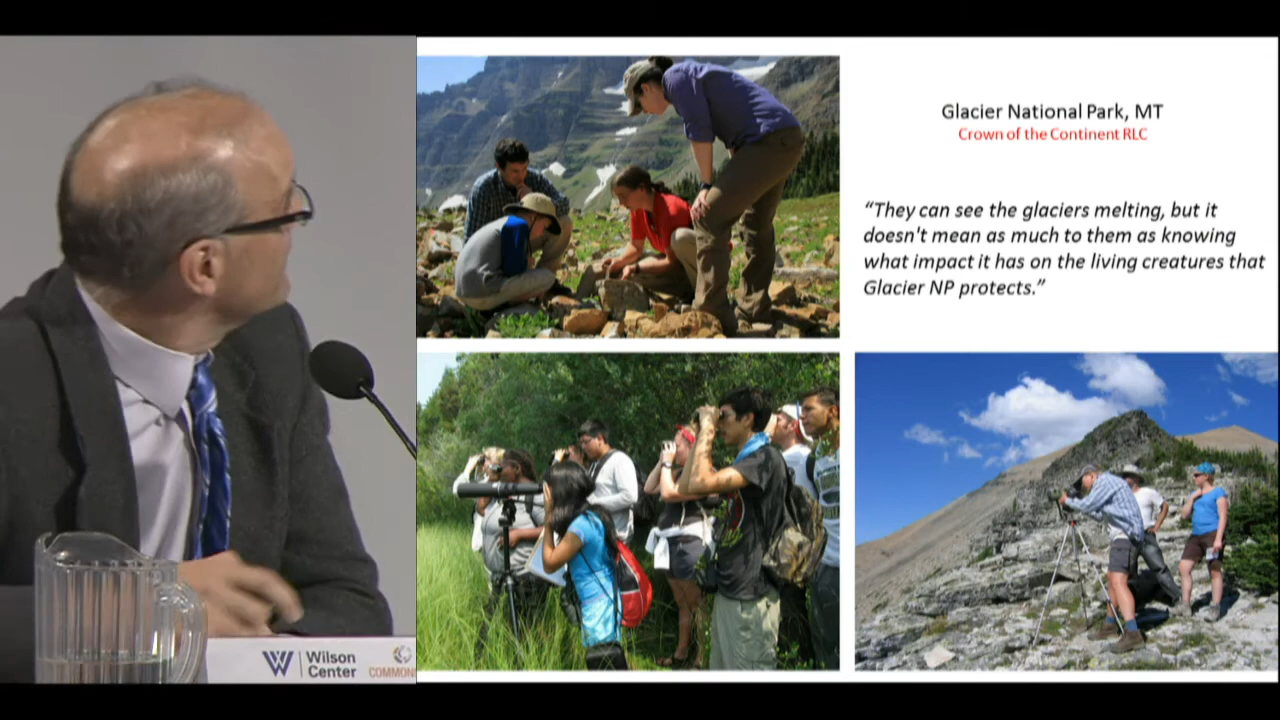 Glacier National Park, MT
Crown of the Continent RLC
“They can see the glaciers melting, but it
doesn't mean as much to them as knowing
what impact it has on the living creatures that
Glacier NP protects.”
Wilson
Center
COMMONS